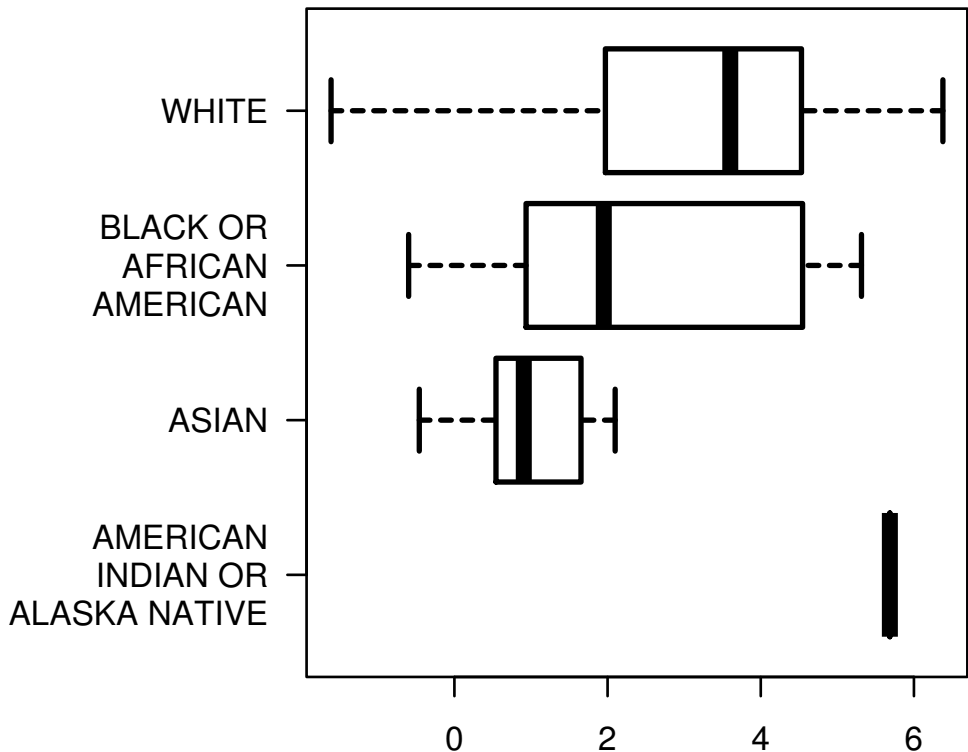 WHITE
BLACK OR
AFRICAN
AMERICAN
ASIAN
AMERICAN
INDIAN OR
ALASKA NATIVE
0 2 4 6